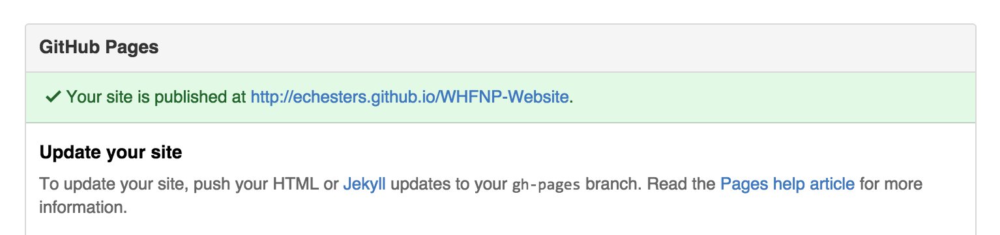 GitHub Pages
Your site is published at http://echesters.github.io/WHFNP-Website.
Update your site
To update your site, push your HTML or Jekyll updates to your gh-pages branch. Read the Pages help article for more
information.